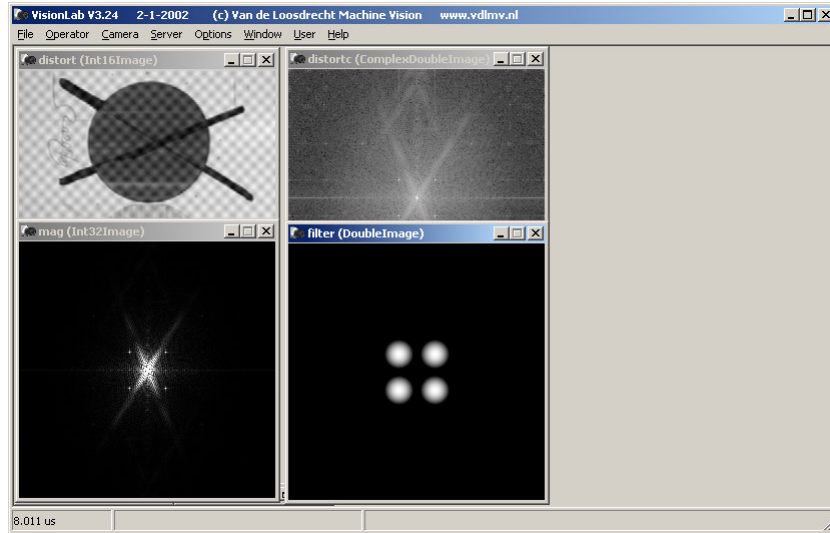 VisionLab V3.24 2-1-2002 (c) Van de Loosdrecht Machine Vision www.vdlmv.nl
File Operator Camera Server Options Window User Help
distort (Int16Image)
distortc (ComplexDoubleImage)
mag (Int32Image)
filter (DoubleImage)
8.011 us